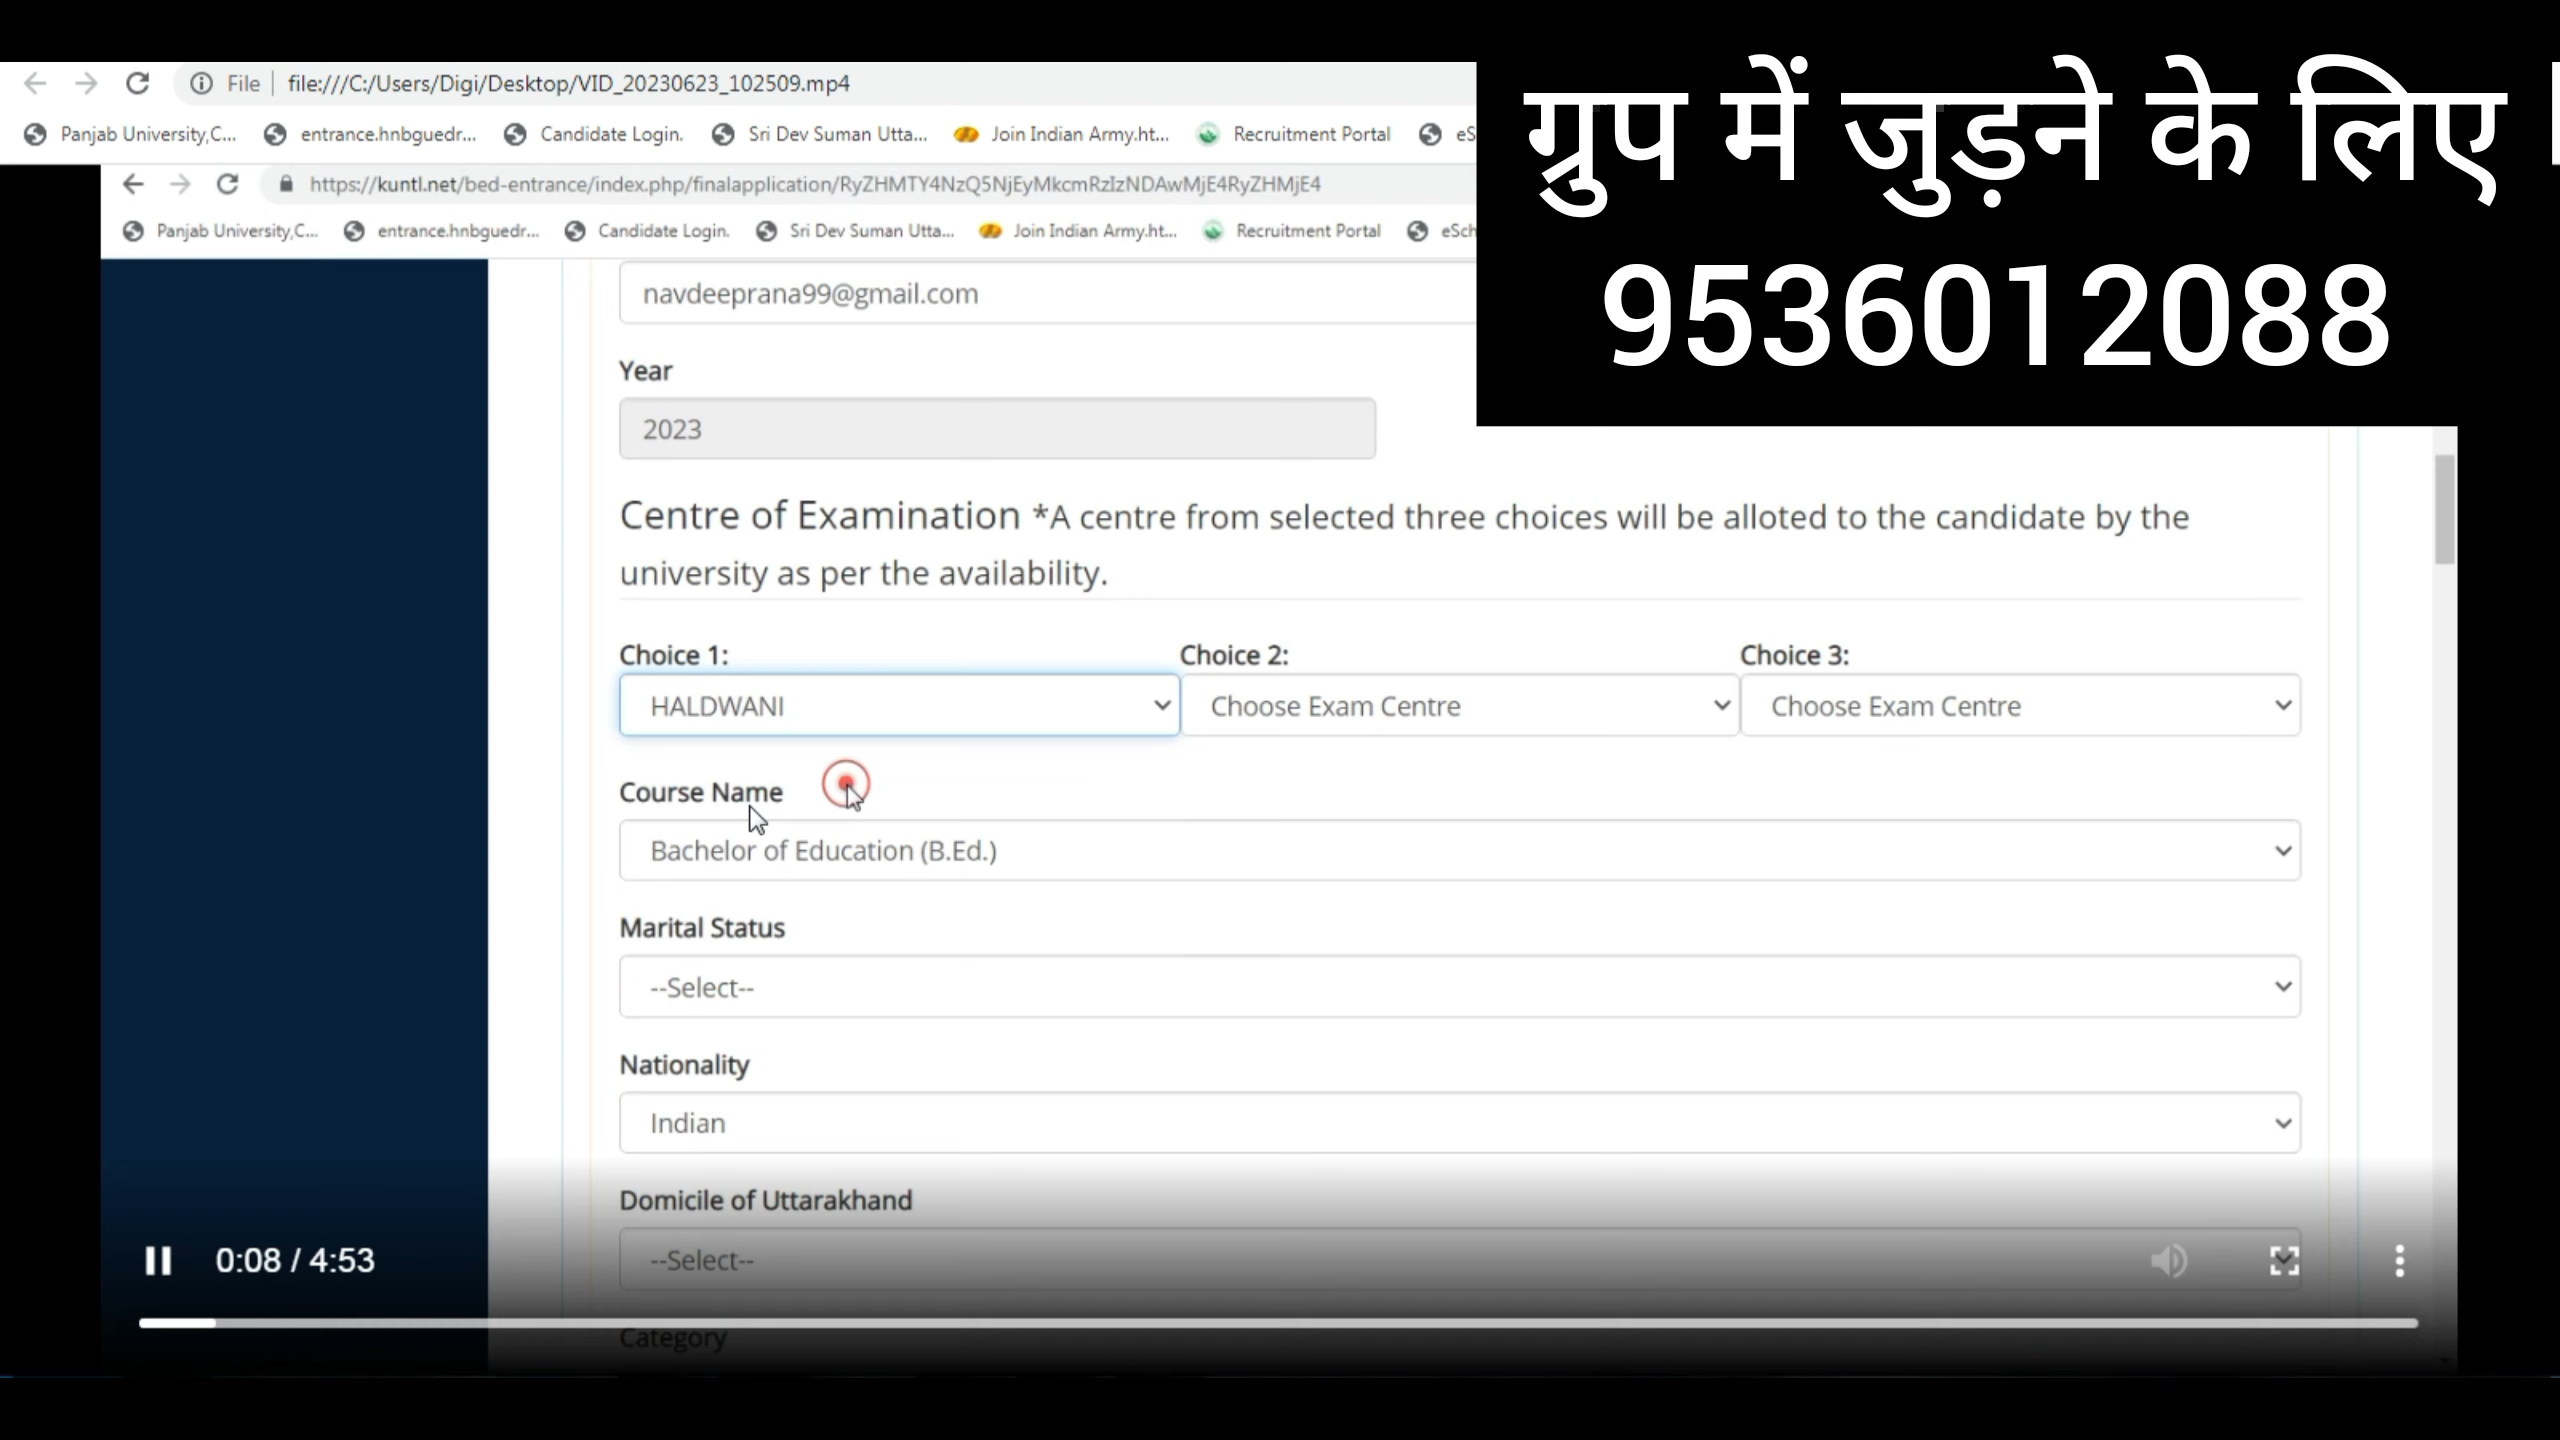 File file:///C:/Users/Digi/Desktop/VID_20230623_102509.mp4
Panjab University,C... entrance.hnbguedr... Candidate Login. Sri Dev Suman Utta... Join Indian Army.ht... Recruitment Portal eS
ग्रुप में जुड़ने के लिए
9536012088
https://kuntl.net/bed-entrance/index.php/finalapplication/RyZHMTY4NzQ5NjEyMkcmRzIzNDAwMjE4RyZHMjE4
Panjab University,C... entrance.hnbguedr... Candidate Login. Sri Dev Suman Utta... Join Indian Army.ht... Recruitment Portal eSch
navdeeprana99@gmail.com
Year
2023
Centre of Examination *A centre from selected three choices will be alloted to the candidate by the
university as per the availability.
Choice 1: Choice 2: Choice 3:
HALDWANI Choose Exam Centre Choose Exam Centre
Course Name
Bachelor of Education (B.Ed.)
Marital Status
--Select--
Nationality
Indian
Domicile of Uttarakhand
--Select--
0:08 / 4:53
Category